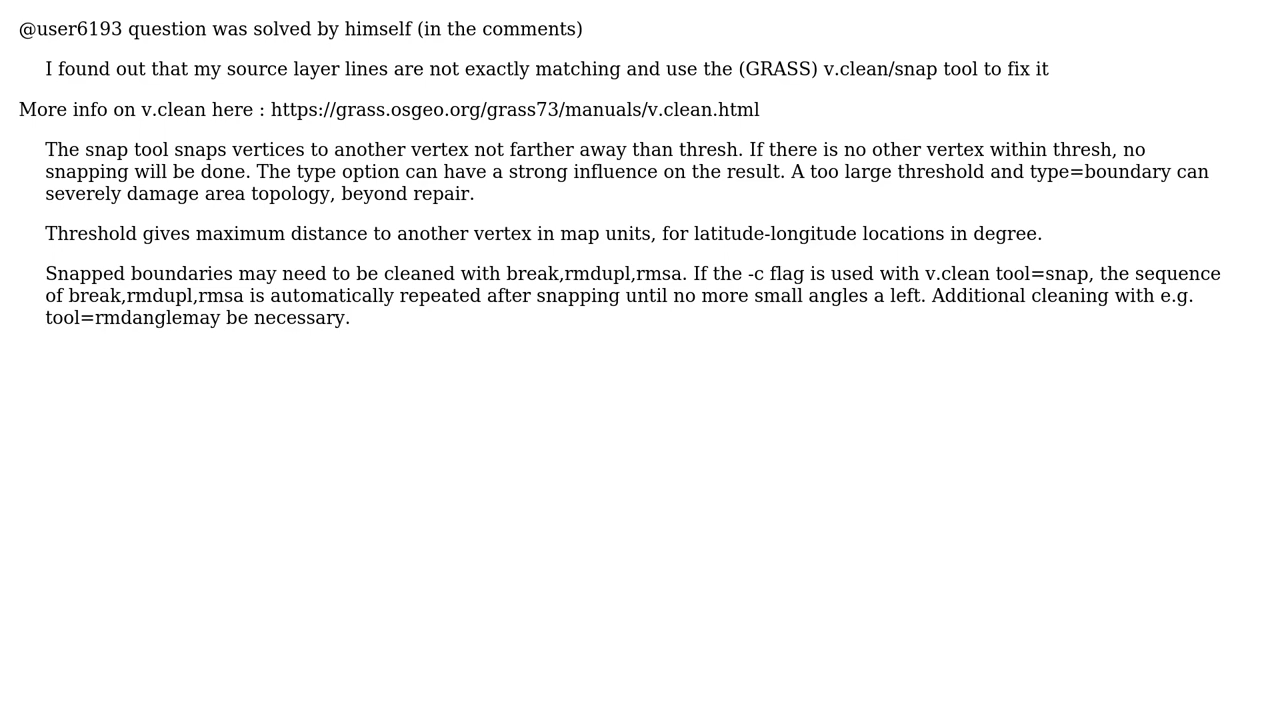 @user6193 question was solved by himself (in the comments)
I found out that my source layer lines are not exactly matching and use the (GRASS) v.clean/snap tool to fix it
More info on v.clean here : https://grass.osgeo.org/grass73/manuals/v.clean.html
The snap tool snaps vertices to another vertex not farther away than thresh. If there is no other vertex within thresh, no
snapping will be done. The type option can have a strong influence on the result. A too large threshold and type=boundary can
severely damage area topology, beyond repair.
Threshold gives maximum distance to another vertex in map units, for latitude-longitude locations in degree.
Snapped boundaries may need to be cleaned with break,rmdupl,rmsa. If the -c flag is used with v.clean tool=snap, the sequence
of break,rmdupl,rmsa is automatically repeated after snapping until no more small angles a left. Additional cleaning with e.g.
tool=rmdanglemay be necessary.